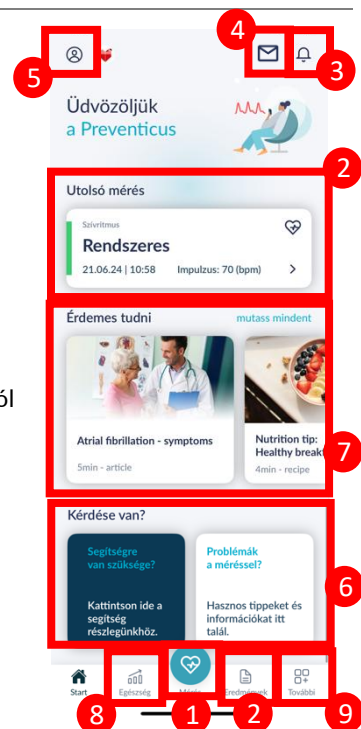 4
5
3
Üdvözöljük
a Preventicus
2
Utolsó mérés
Szívritmus
Rendszeres
21.06.24 | 10:58 Impulzus: 70 (bpm)
Érdemes tudni mutass mindent
ól
Atrial fibrillation - symptoms
5min - article
Nutrition tip:
Healthy breakf
4min - recipe
7
Kérdése van?
Segítségre
van szüksége?
Kattintson ide a
segítség
részlegünkhöz.
Problémák
a méréssel?
Hasznos tippeket és
információkat itt
talál.
6
Start Egészség Mérés Eredmények További
8 1 2 9